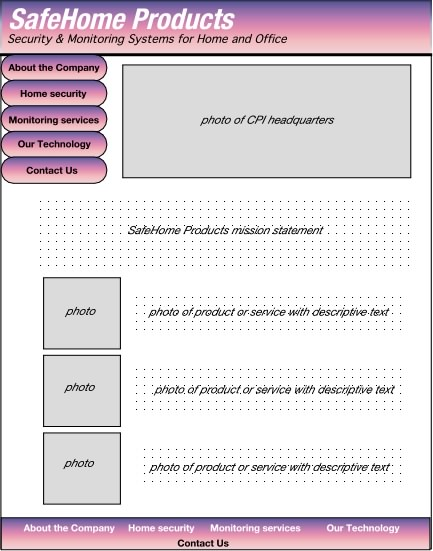 SafeHome Products
Security & Monitoring Systems for Home and Office
About the Company
Home security
Monitoring services
Our Technology
Contact Us
photo of CPI headquarters
SafeHome Products mission statement
photo
photo of product or service with descriptive text
photo
photo of product or service with descriptive text
photo
photo of product or service with descriptive text
About the Company Home security Monitoring services Our Technology
Contact Us